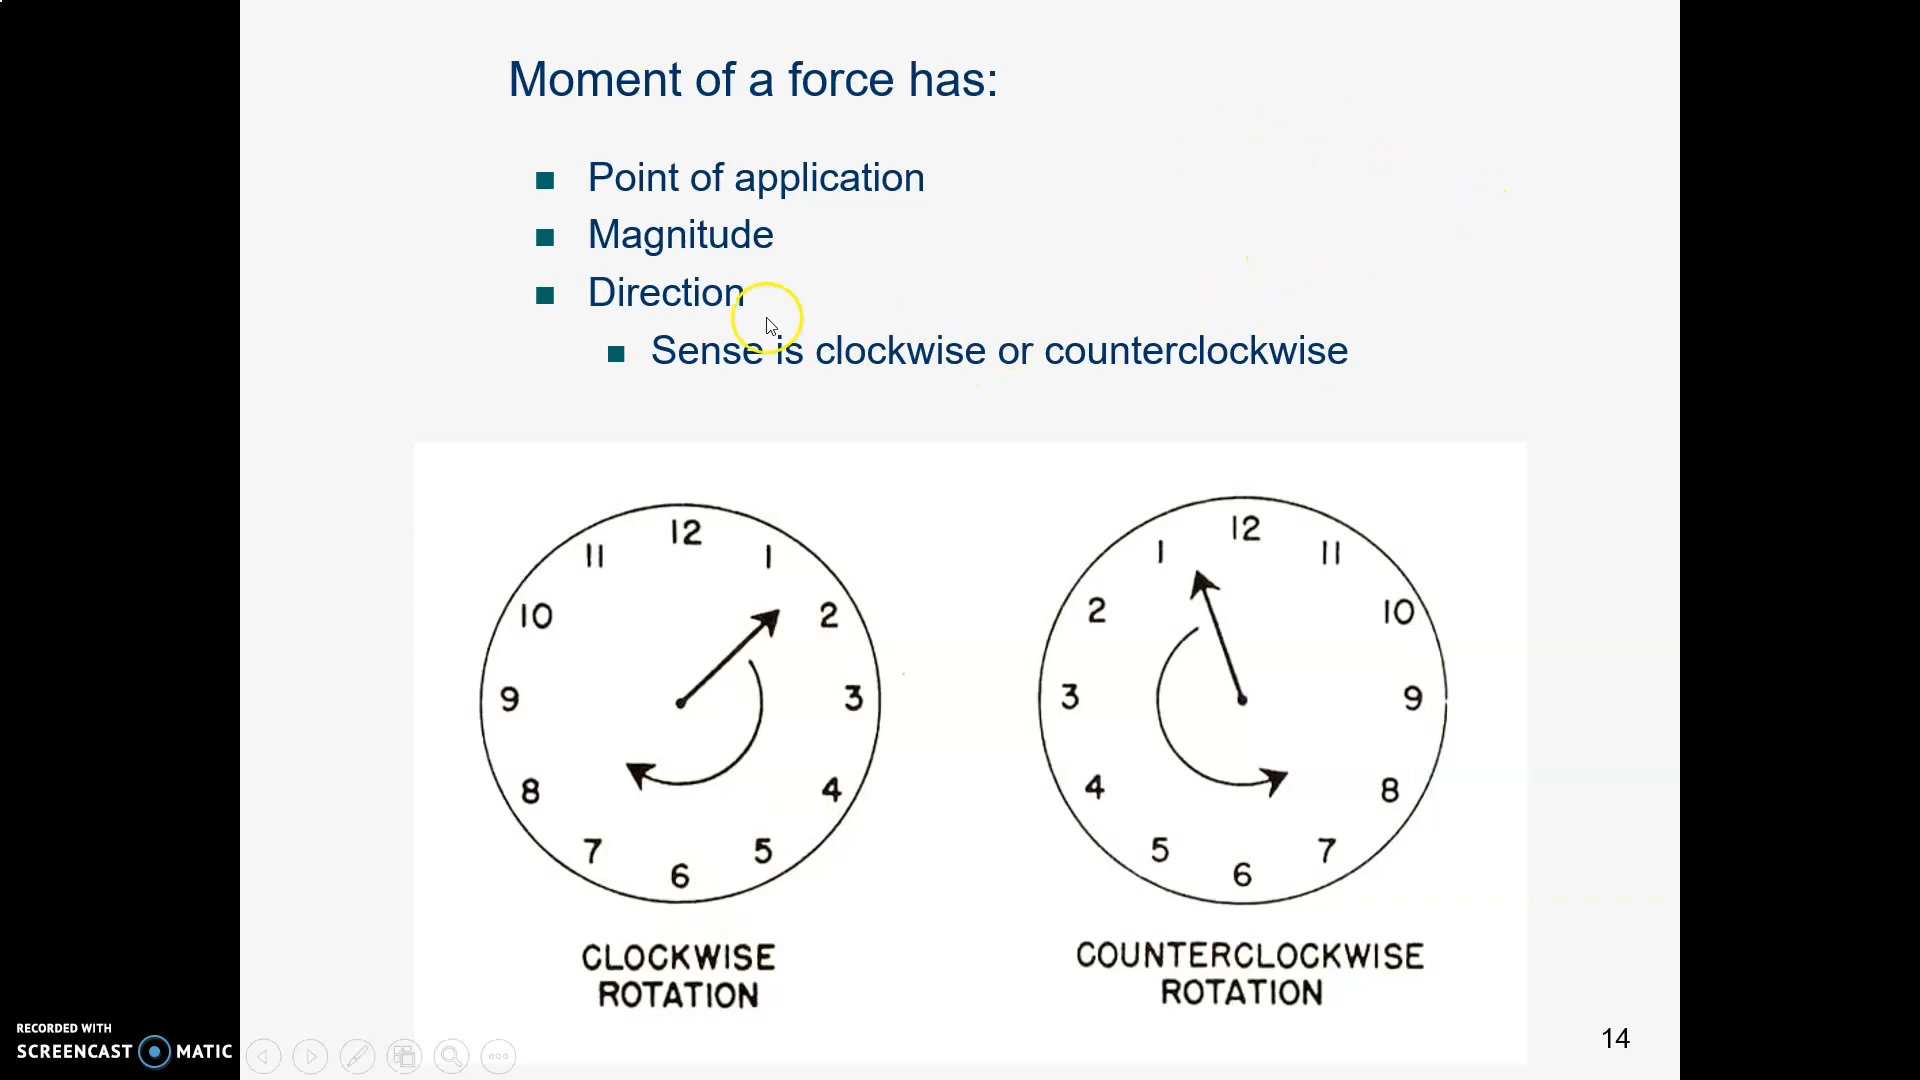 Moment of a force has:
Point of application
Magnitude
Direction
Sense is clockwise or counterclockwise
12
11
1
10
2
9
3
8
4
7
5
6
CLOCKWISE
ROTATION
12
1
11
2
10
3
9
4
8
5
7
6
COUNTERCLOCKWISE
ROTATION
14
RECORDED WITH
SCREENCAST MATIC